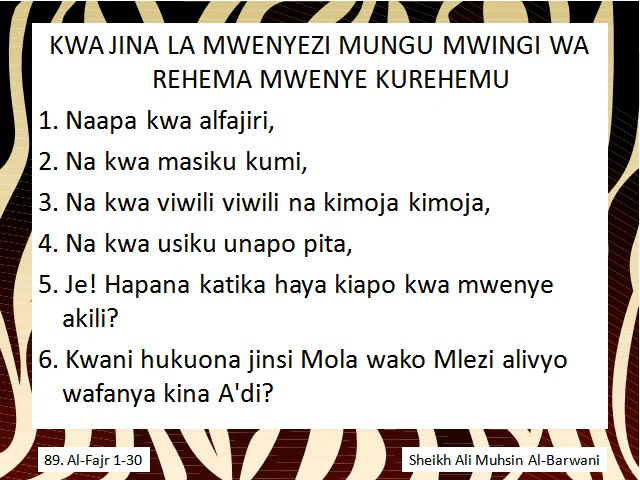 KWA JINA LA MWENYEZI MUNGU MWINGI WA
REHEMA MWENYE KUREHEMU
1. Naapa kwa alfajiri,
2. Na kwa masiku kumi,
3. Na kwa viwili viwili na kimoja kimoja,
4. Na kwa usiku unapo pita,
5. Je! Hapana katika haya kiapo kwa mwenye
akili?
6. Kwani hukuona jinsi Mola wako Mlezi alivyo
wafanya kina A'di?
89. Al-Fajr 1-30
Sheikh Ali Muhsin Al-Barwani